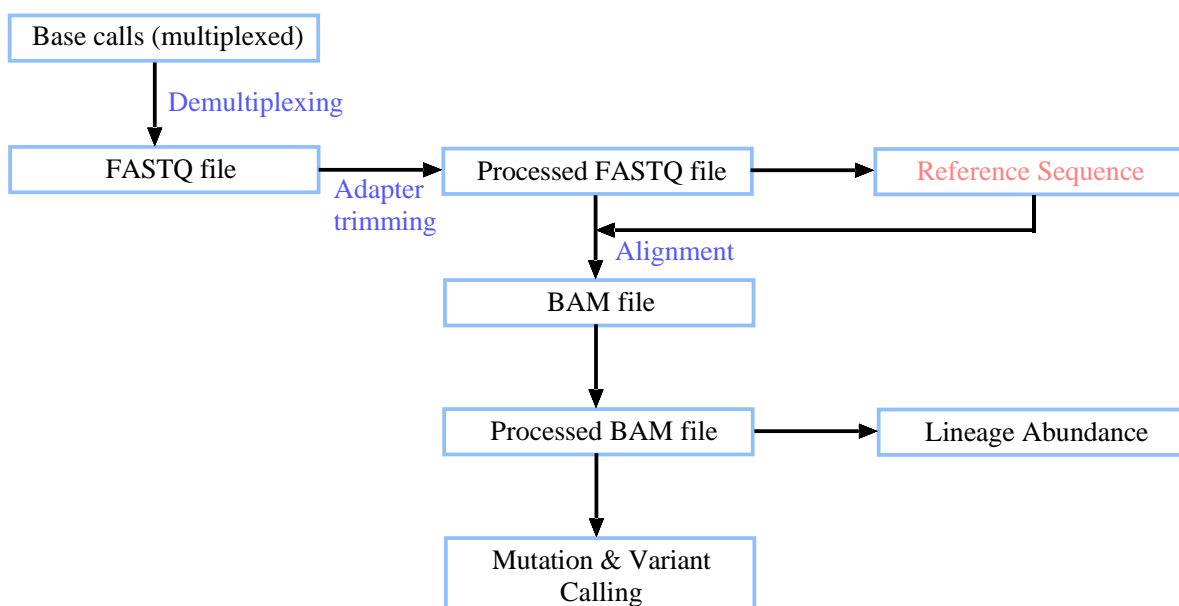 Base calls (multiplexed)
Demultiplexing
FASTQ file
Adapter
trimming
Processed FASTQ file
Reference Sequence
Alignment
BAM file
Processed BAM file
Lineage Abundance
Mutation & Variant
Calling